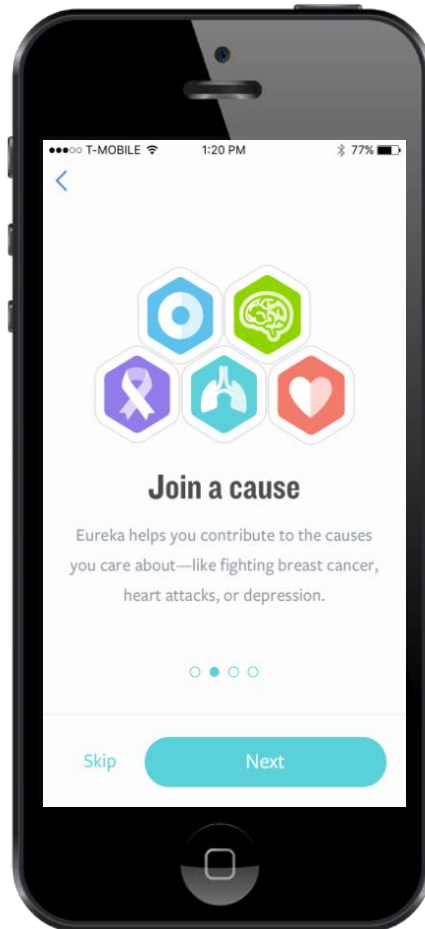 T-MOBILE 1:20 PM 77%
Join a cause
Eureka helps you contribute to the causes
you care about—like fighting breast cancer,
heart attacks, or depression.
Skip Next